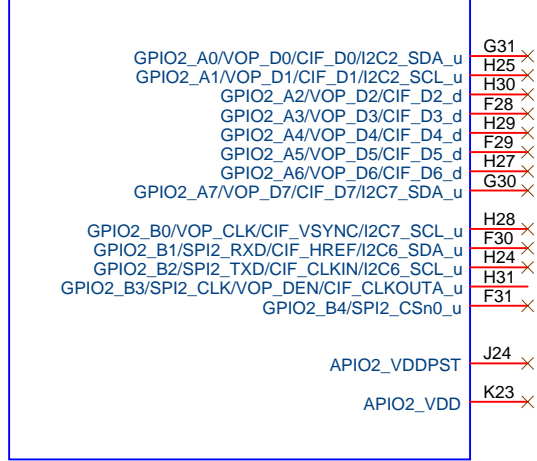 GPIO2_A0/VOP_D0/CIF_D0/I2C2_SDA_u G31
GPIO2_A1/VOP_D1/CIF_D1/I2C2_SCL_u H25
GPIO2_A2/VOP_D2/CIF_D2_d H30
GPIO2_A3/VOP_D3/CIF_D3_d F28
GPIO2_A4/VOP_D4/CIF_D4_d H29
GPIO2_A5/VOP_D5/CIF_D5_d F29
GPIO2_A6/VOP_D6/CIF_D6_d H27
GPIO2_A7/VOP_D7/CIF_D7/I2C7_SDA_u G30
GPIO2_B0/VOP_CLK/CIF_VSYNC/I2C7_SCL_u H28
GPIO2_B1/SPI2_RXD/CIF_HREF/I2C6_SDA_u F30
GPIO2_B2/SPI2_TXD/CIF_CLKIN/I2C6_SCL_u H24
GPIO2_B3/SPI2_CLK/VOP_DEN/CIF_CLKOUTA_u H31
GPIO2_B4/SPI2_CSn0_u F31
APIO2_VDDPST J24
APIO2_VDD K23